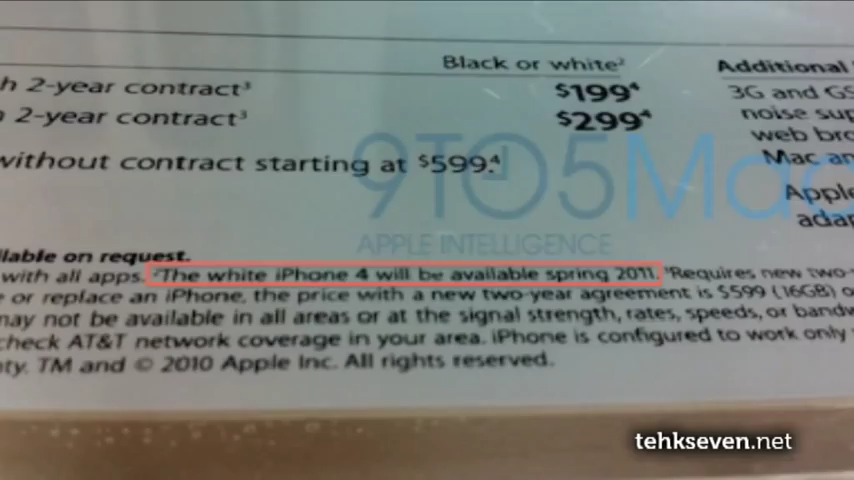 Black or white²
Additional
h 2-year contract³ $199⁴
3G and GS
2-year contract³ $299⁴
noise sup
web bro
without contract starting at $599.⁴
Mac an
9TO5Mac
Apple
adap
APPLE INTELLIGENCE
ilable on request.
with all apps. ²The white iPhone 4 will be available spring 2011. ³Requires new two-
or replace an iPhone, the price with a new two-year agreement is $599 (16GB) o
may not be available in all areas or at the signal strength, rates, speeds, or bandw
check AT&T network coverage in your area. iPhone is configured to work only
ty. TM and © 2010 Apple Inc. All rights reserved.
tehkseven.net